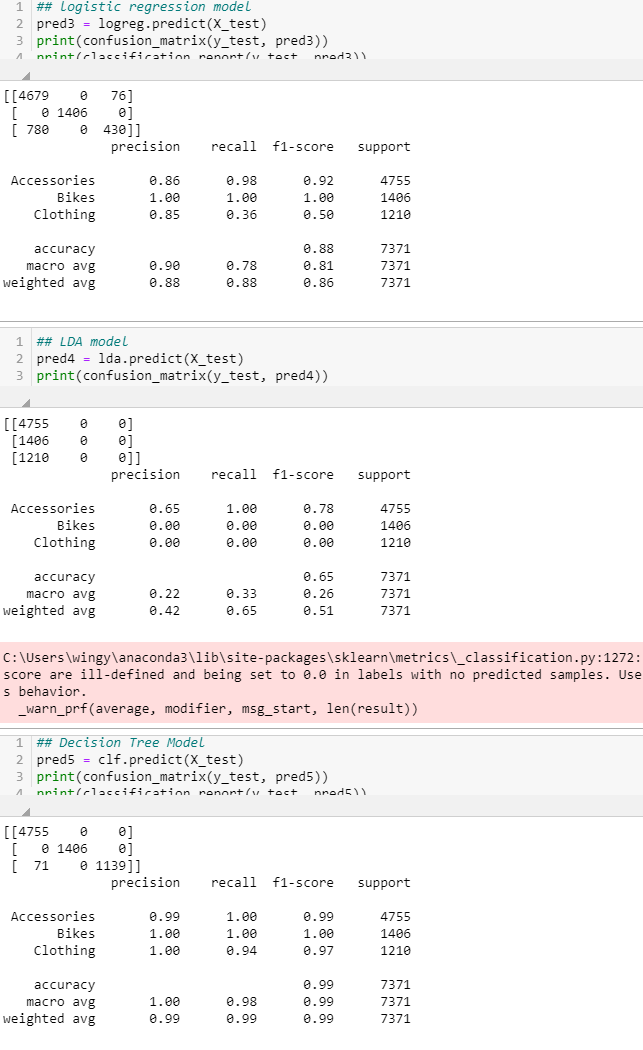 1 ## logistic regression model
2 pred3 = logreg.predict(X_test)
3 print(confusion_matrix(y_test, pred3))
4 print(classification_report(y_test, pred3))
[[4679    0   76]
 [   0 1406    0]
 [ 780    0  430]]
              precision    recall  f1-score   support
 Accessories       0.86      0.98      0.92      4755
       Bikes       1.00      1.00      1.00      1406
    Clothing       0.85      0.36      0.50      1210
    accuracy                           0.88      7371
   macro avg       0.90      0.78      0.81      7371
weighted avg       0.88      0.88      0.86      7371
1 ## LDA model
2 pred4 = lda.predict(X_test)
3 print(confusion_matrix(y_test, pred4))
[[4755    0    0]
 [1406    0    0]
 [1210    0    0]]
              precision    recall  f1-score   support
 Accessories       0.65      1.00      0.78      4755
       Bikes       0.00      0.00      0.00      1406
    Clothing       0.00      0.00      0.00      1210
    accuracy                           0.65      7371
   macro avg       0.22      0.33      0.26      7371
weighted avg       0.42      0.65      0.51      7371
C:\Users\wingy\anaconda3\lib\site-packages\sklearn\metrics\_classification.py:1272:
score are ill-defined and being set to 0.0 in labels with no predicted samples. Use
s behavior.
  _warn_prf(average, modifier, msg_start, len(result))
1 ## Decision Tree Model
2 pred5 = clf.predict(X_test)
3 print(confusion_matrix(y_test, pred5))
4 print(classification_report(y_test, pred5))
[[4755    0    0]
 [   0 1406    0]
 [  71    0 1139]]
              precision    recall  f1-score   support
 Accessories       0.99      1.00      0.99      4755
       Bikes       1.00      1.00      1.00      1406
    Clothing       1.00      0.94      0.97      1210
    accuracy                           0.99      7371
   macro avg       1.00      0.98      0.99      7371
weighted avg       0.99      0.99      0.99      7371